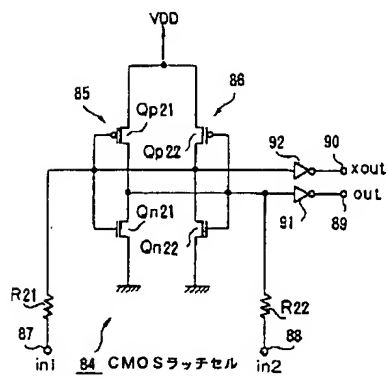 VDD
85
86
Qp21
Qp22
92
90
xout
out
91
89
Qn21
Qn22
R21
R22
87
88
in1
in2
84 CMOSラッチセル